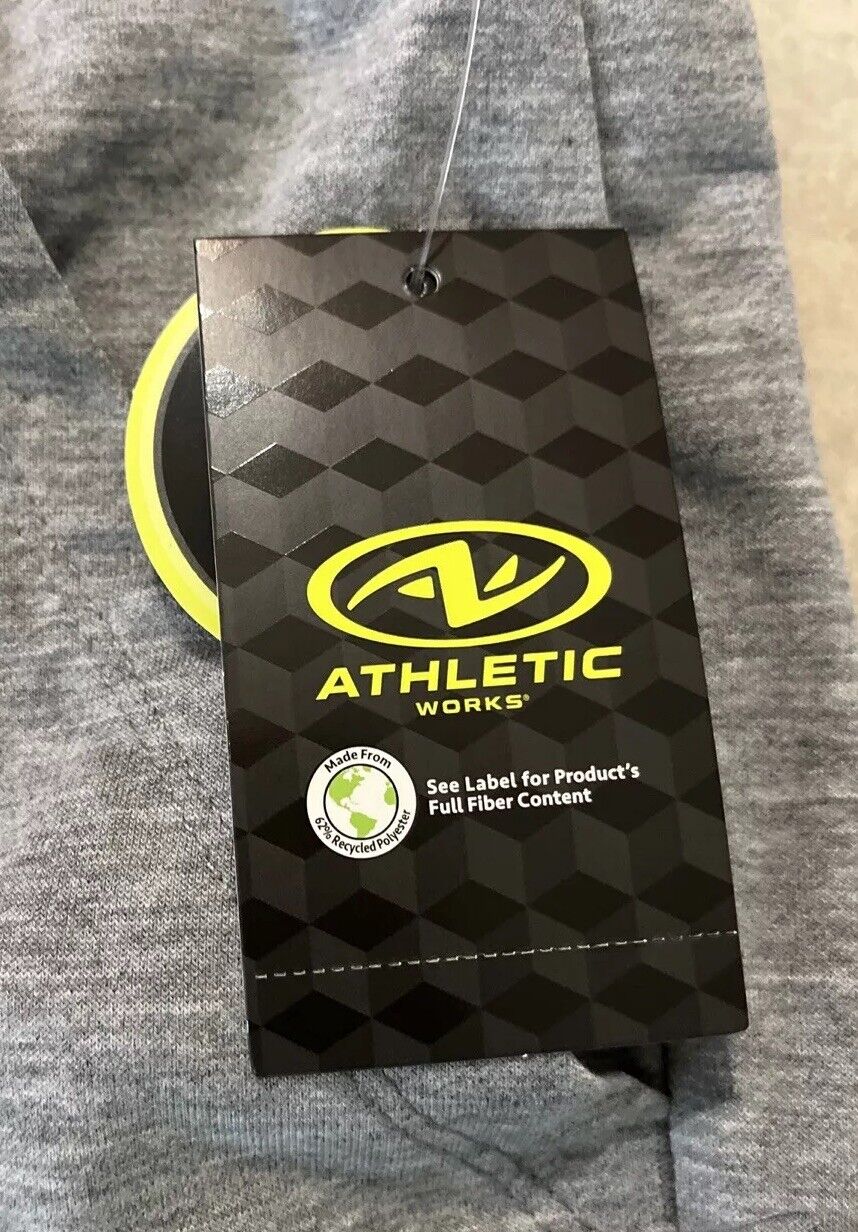 ATHLETIC
WORKS®
Made From
62% Recycled Polyester
See Label for Product's
Full Fiber Content